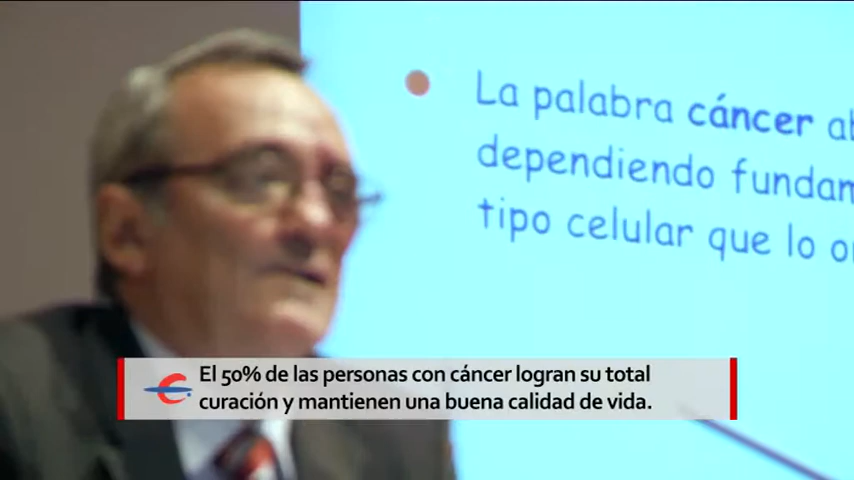 La palabra cáncer
dependiendo
tipo celular que lo
El 50% de las personas con cáncer logran su total
curación y mantienen una buena calidad de vida.